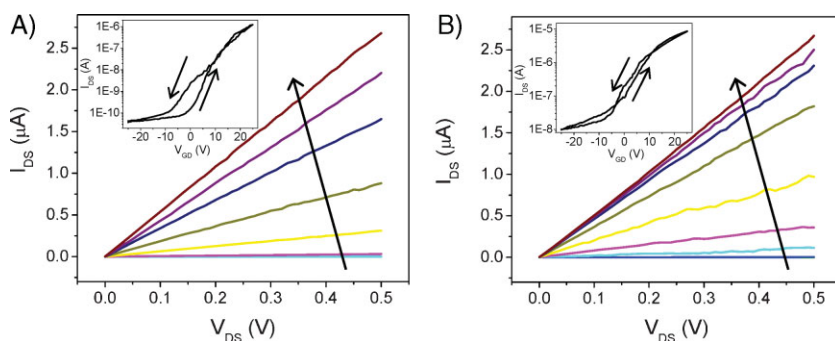 A)
2.5
2.0
1.5
1.0
0.5
0.0
I_DS (μA)
0.0 0.1 0.2 0.3 0.4 0.5
V_DS (V)
1E-6
1E-8
1E-10
I_DS (A)
-20 -10 0 10 20
V_GD (V)
B)
2.5
2.0
1.5
1.0
0.5
0.0
I_DS (μA)
0.0 0.1 0.2 0.3 0.4 0.5
V_DS (V)
1E-5
1E-6
1E-7
1E-8
I_DS (A)
-20 -10 0 10 20
V_GD (V)